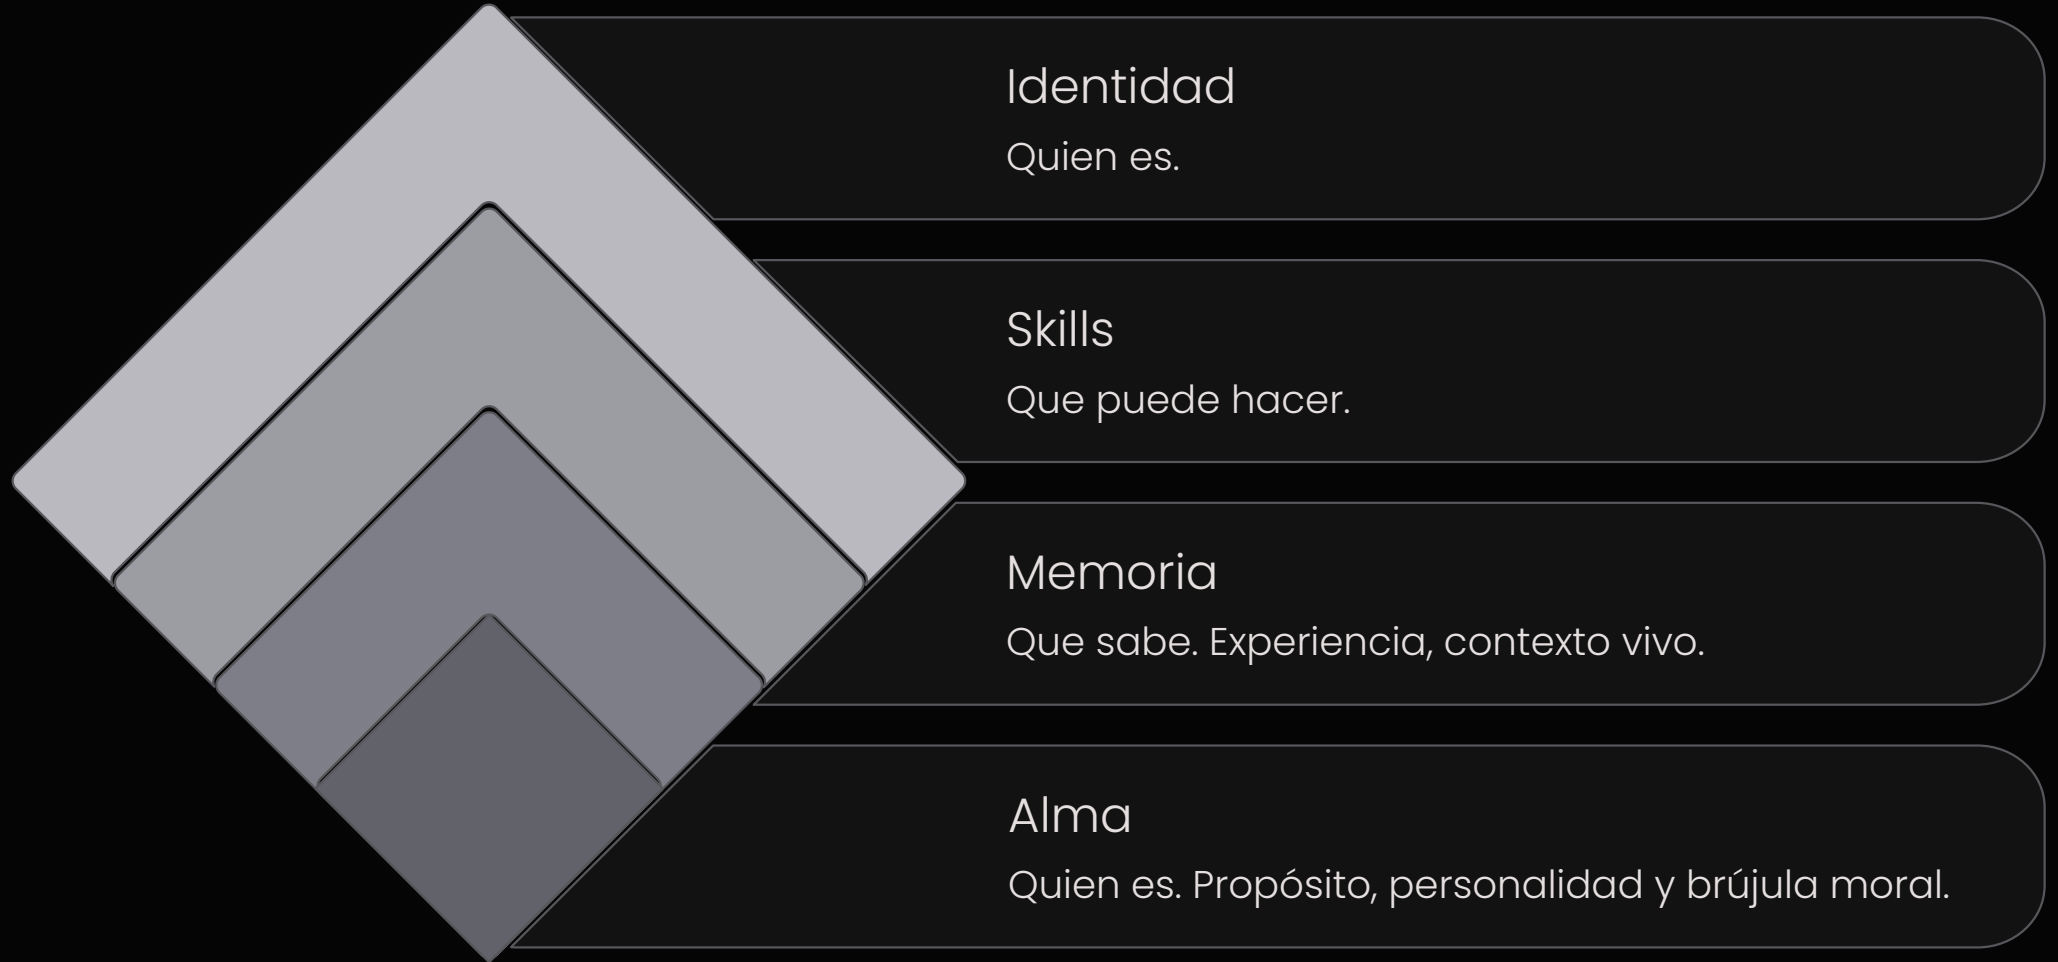 Identidad
Quien es.
Skills
Que puede hacer.
Memoria
Que sabe. Experiencia, contexto vivo.
Alma
Quien es. Propósito, personalidad y brújula moral.